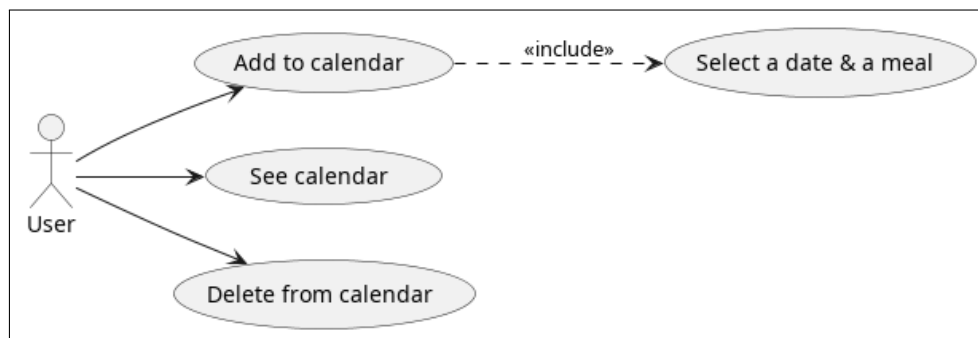 Add to calendar
«include»
Select a date & a meal
See calendar
User
Delete from calendar